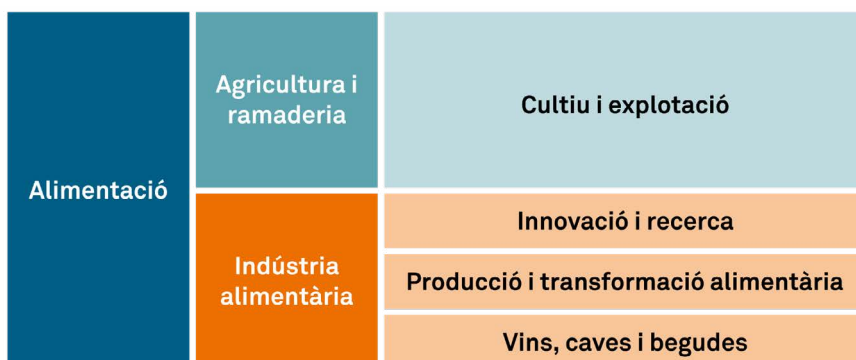 Alimentació
Agricultura i
ramaderia
Cultiu i explotació
Indústria
alimentària
Innovació i recerca
Producció i transformació alimentària
Vins, caves i begudes